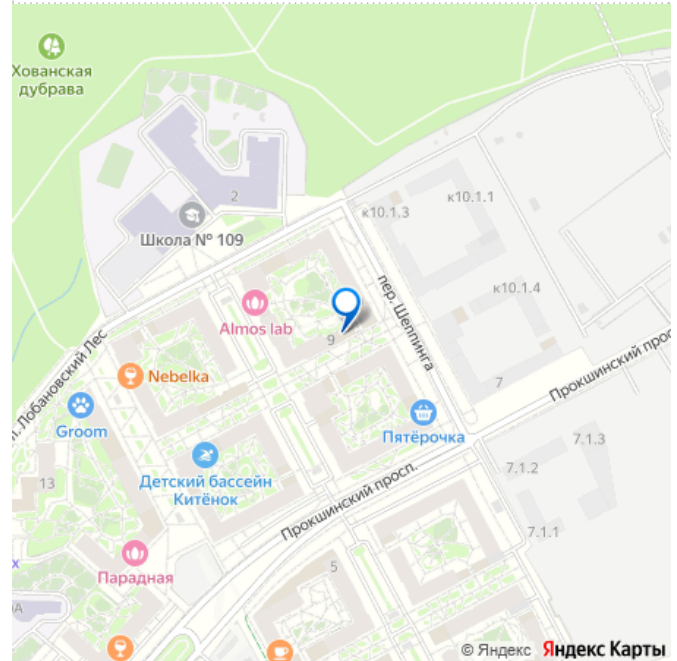 Хованская
дубрава
2
Школа № 109
к10.1.3
к10.1.1
к10.1.4
пер. Шеппинга
Almos lab
9
Nebelka
Лобановский Лес
Groom
7
Прокшинский прос
Пятёрочка
Детский бассейн
Китёнок
13
7.1.3
7.1.2
7.1.1
Прокшинский просп.
Парадная
5
© Яндекс Яндекс Карты